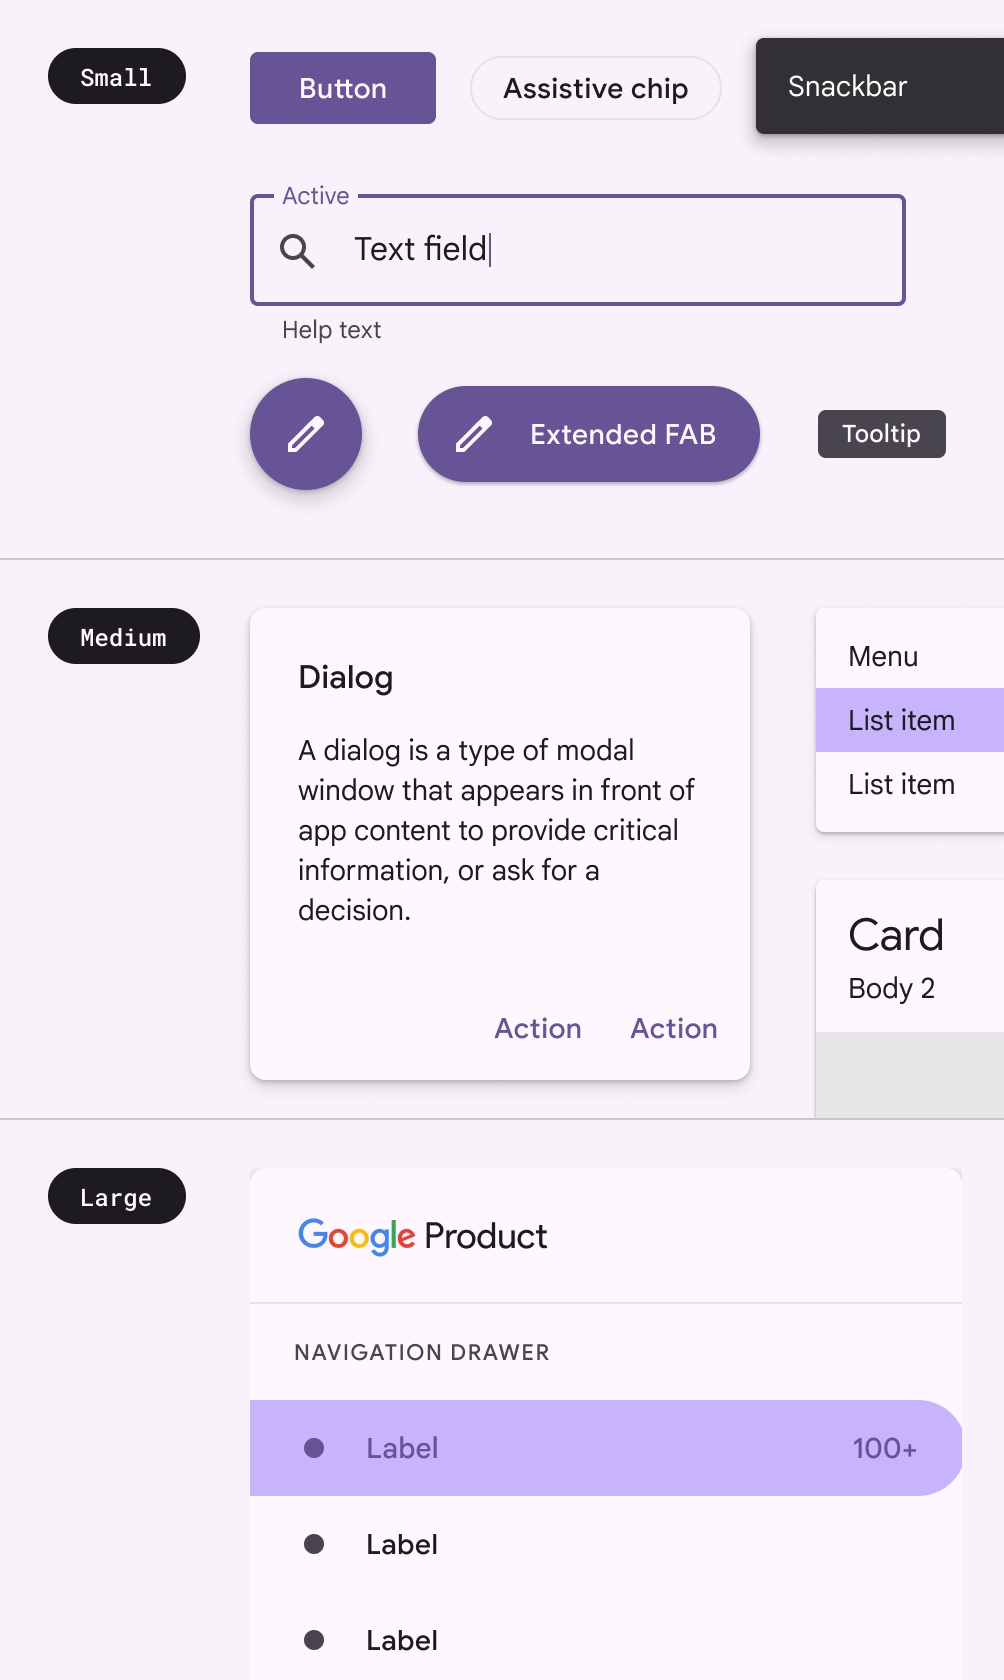 Small
Button
Assistive chip
Snackbar
Active
Text field
Help text
Extended FAB
Tooltip
Medium
Dialog
A dialog is a type of modal
window that appears in front of
app content to provide critical
information, or ask for a
decision.
Action
Action
Menu
List item
List item
Card
Body 2
Large
Google Product
NAVIGATION DRAWER
Label
100+
Label
Label